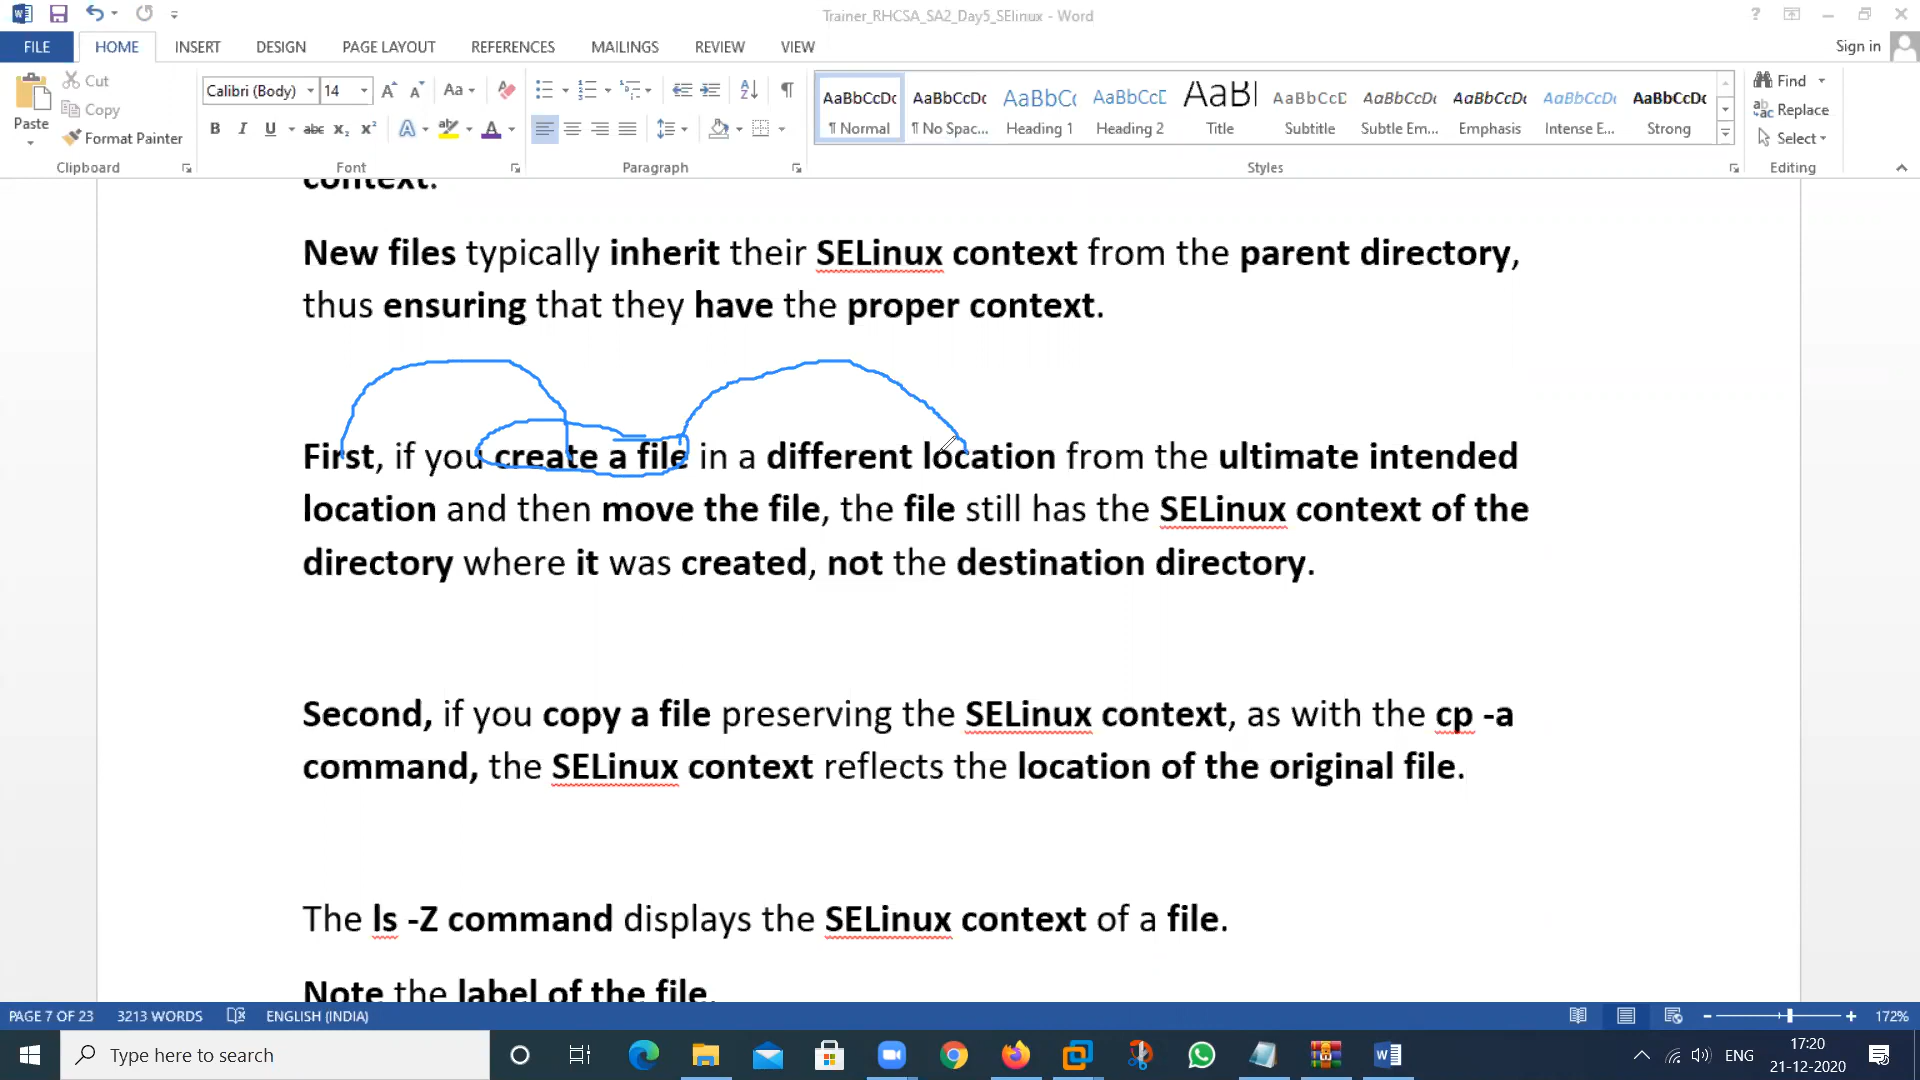 Trainer_RHCSA_SA2_Day5_SElinux - Word
FILE HOME INSERT DESIGN PAGE LAYOUT REFERENCES MAILINGS REVIEW VIEW Sign in
Paste
Cut
Copy
Format Painter
Clipboard
Calibri (Body) 14
Font
Paragraph
AaBbCcDc AaBbCcDc AaBbCc AaBbCcD AaBl AaBbCcD AaBbCcDc AaBbCcDc AaBbCcDc AaBbCcDc
¶ Normal ¶ No Spac... Heading 1 Heading 2 Title Subtitle Subtle Em... Emphasis Intense E... Strong
Styles
Find
Replace
Select
Editing
context.
New files typically inherit their SELinux context from the parent directory,
thus ensuring that they have the proper context.
First, if you create a file in a different location from the ultimate intended
location and then move the file, the file still has the SELinux context of the
directory where it was created, not the destination directory.
Second, if you copy a file preserving the SELinux context, as with the cp -a
command, the SELinux context reflects the location of the original file.
The ls -Z command displays the SELinux context of a file.
Note the label of the file.
PAGE 7 OF 23 3213 WORDS ENGLISH (INDIA) 172%
Type here to search
ENG
17:20
21-12-2020